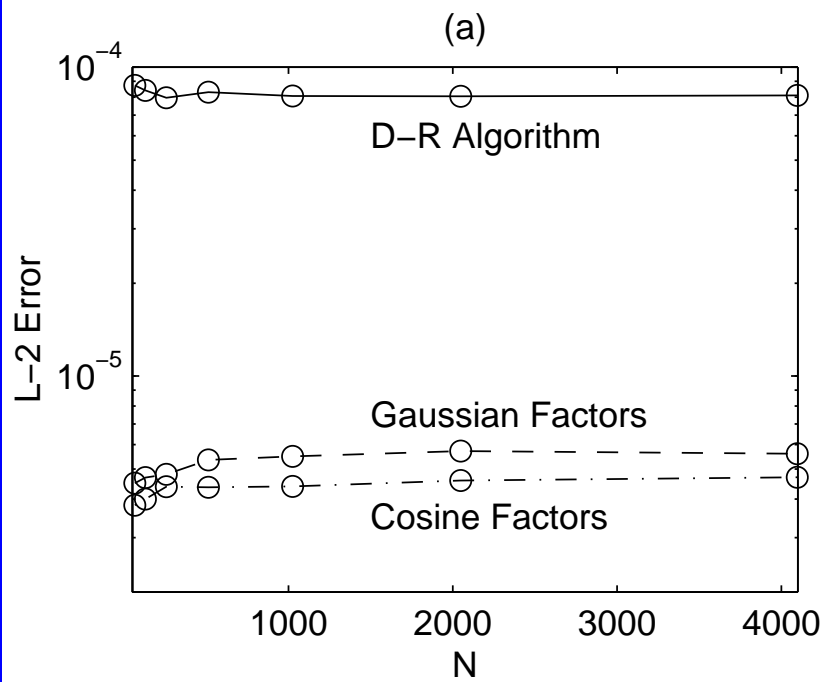 (a)
10⁻⁴
D−R Algorithm
L−2 Error
10⁻⁵
Gaussian Factors
Cosine Factors
1000 2000 3000 4000
N